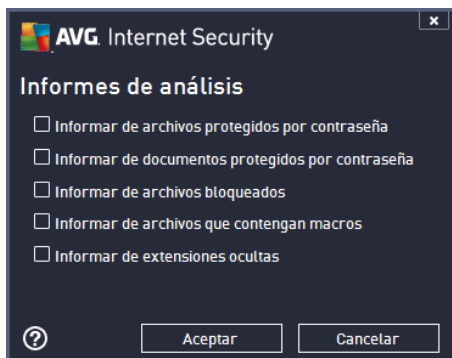 AVG. Internet Security
Informes de análisis
Informar de archivos protegidos por contraseña
Informar de documentos protegidos por contraseña
Informar de archivos bloqueados
Informar de archivos que contengan macros
Informar de extensiones ocultas
? Aceptar Cancelar